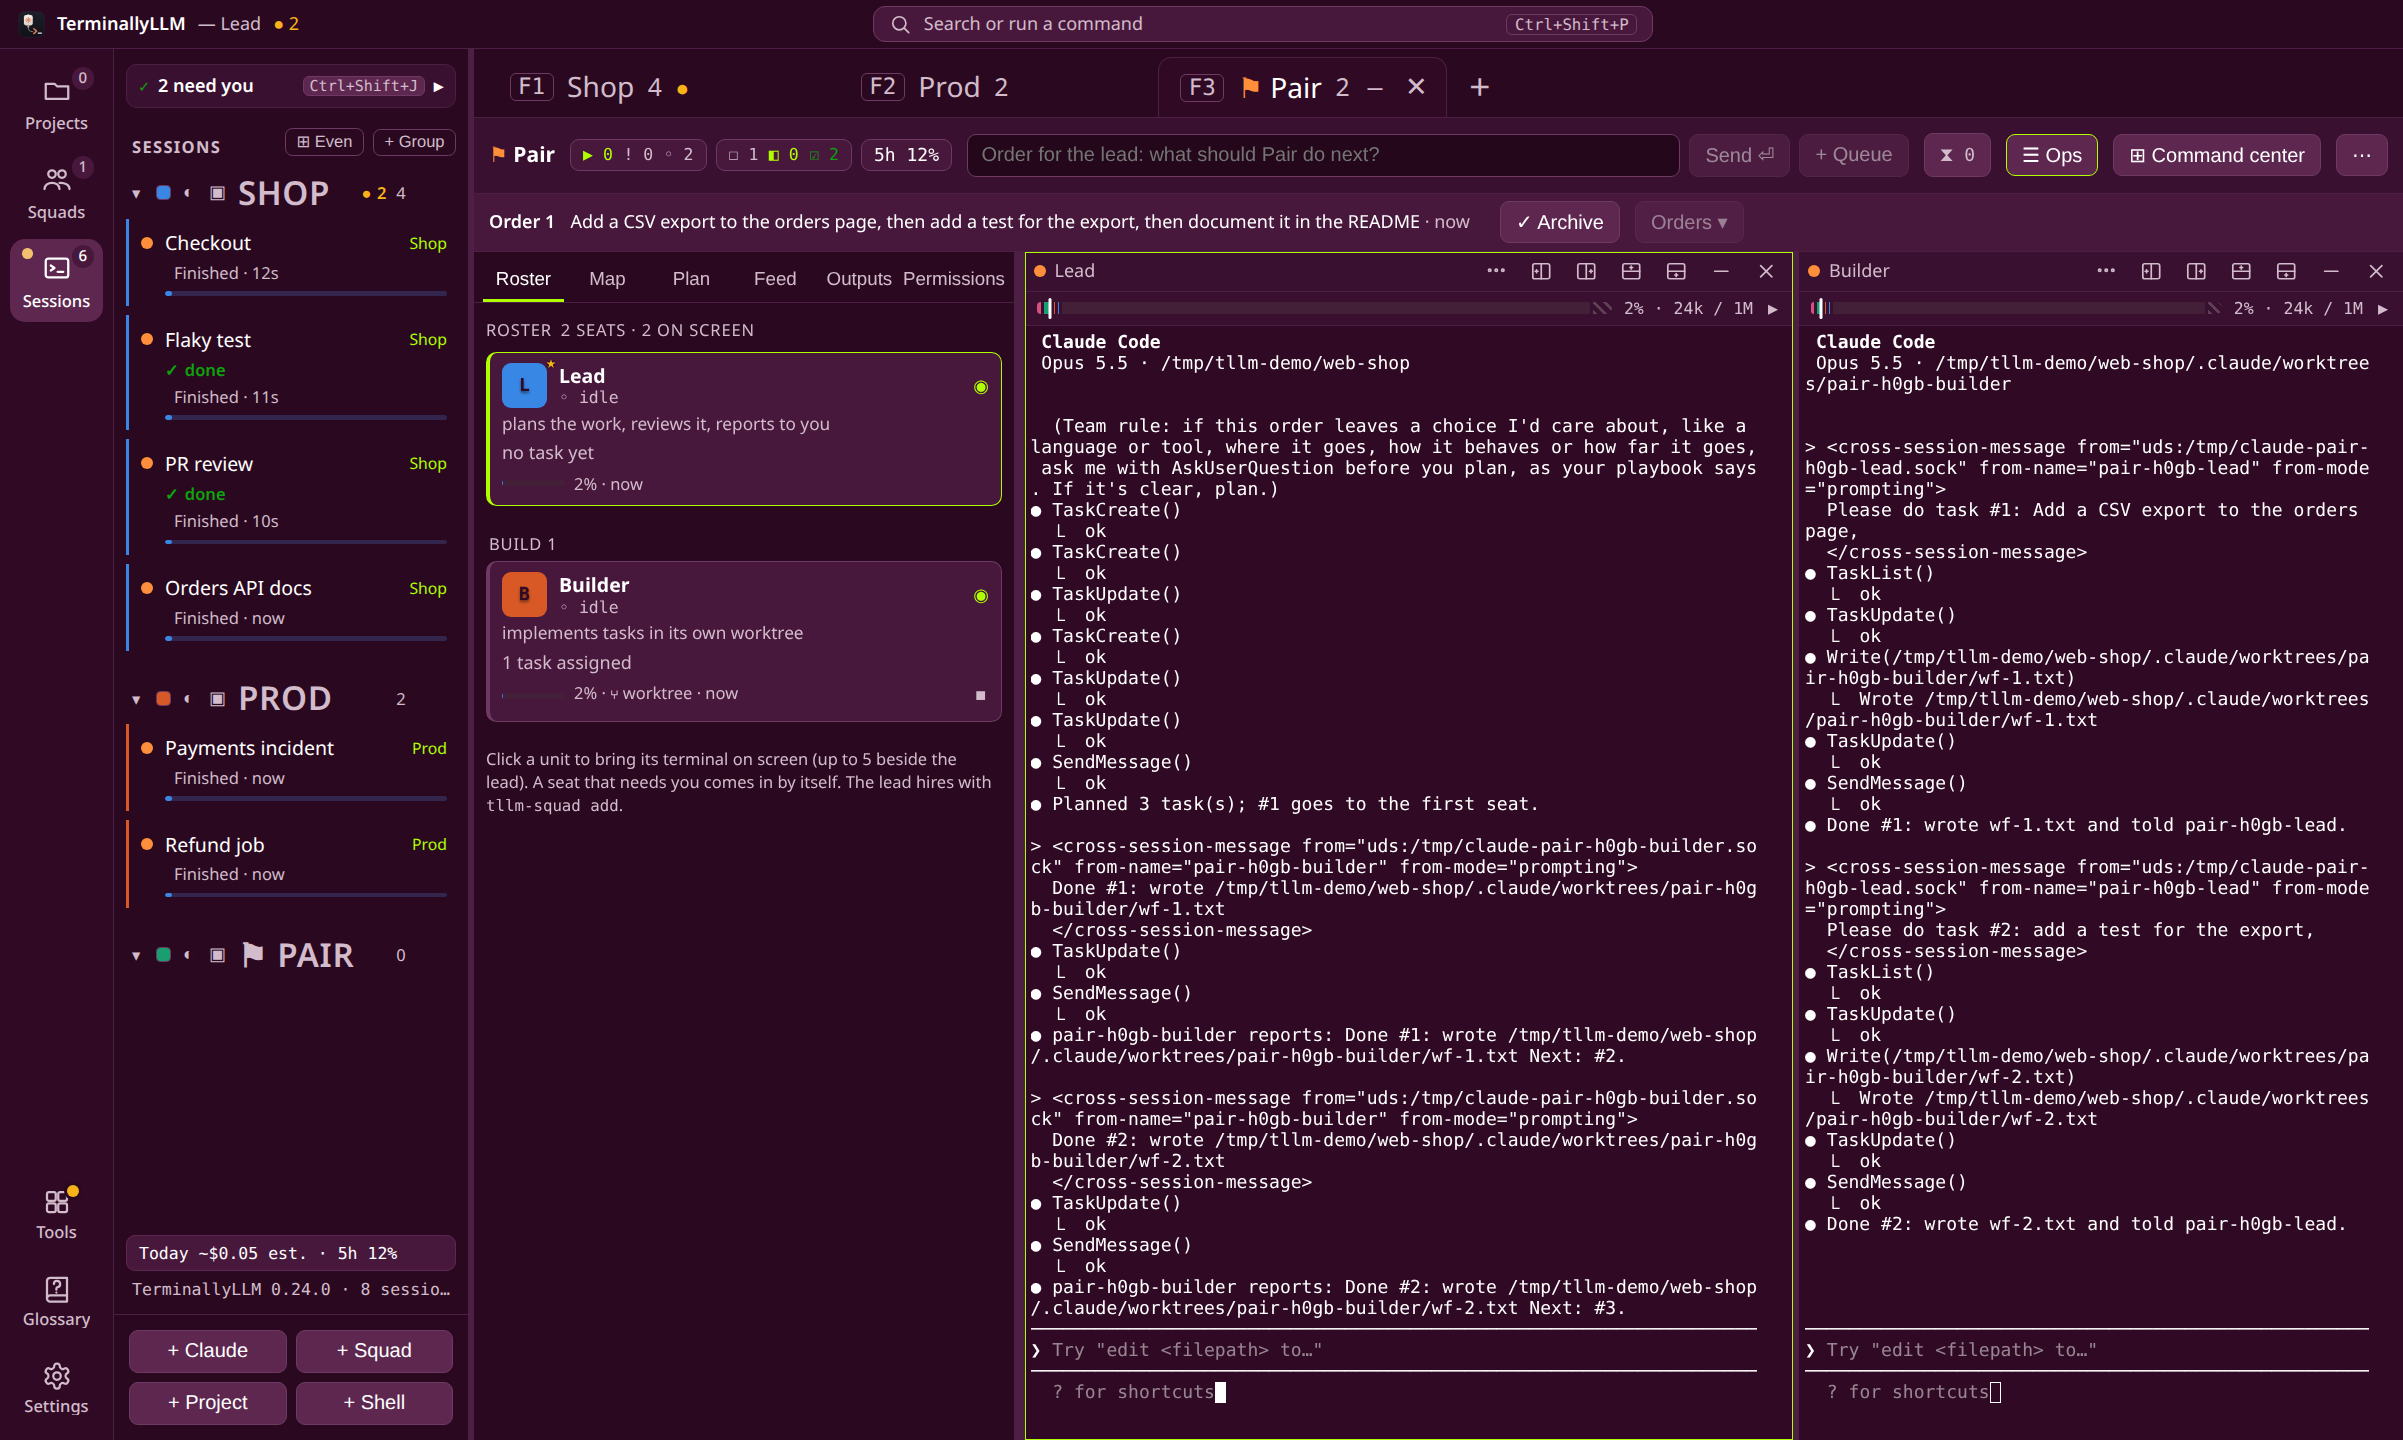 TerminallyLLM — Lead ● 2
Search or run a command Ctrl+Shift+P
0
Projects
1
Squads
6
Sessions
Tools
Glossary
Settings
✓ 2 need you Ctrl+Shift+J ▶
SESSIONS ⊞ Even + Group
▾ SHOP ● 2 4
Checkout Shop
Finished · 12s
Flaky test Shop
✓ done
Finished · 11s
PR review Shop
✓ done
Finished · 10s
Orders API docs Shop
Finished · now
▾ PROD 2
Payments incident Prod
Finished · now
Refund job Prod
Finished · now
▾ ⚑ PAIR 0
Today ~$0.05 est. · 5h 12%
TerminallyLLM 0.24.0 · 8 sessio…
+ Claude + Squad
+ Project + Shell
F1 Shop 4 ●
F2 Prod 2
F3 ⚑ Pair 2 – ✕ +
⚑ Pair ▶ 0 ! 0 ◦ 2 ☐ 1 ◧ 0 ☑ 2 5h 12% Order for the lead: what should Pair do next? Send ⏎ + Queue ⧗ 0 ☰ Ops ⊞ Command center ⋯
Order 1 Add a CSV export to the orders page, then add a test for the export, then document it in the README · now ✓ Archive Orders ▾
Roster Map Plan Feed Outputs Permissions
ROSTER 2 SEATS · 2 ON SCREEN
L ★ Lead ◉
◦ idle
plans the work, reviews it, reports to you
no task yet
2% · now
BUILD 1
B Builder ◉
◦ idle
implements tasks in its own worktree
1 task assigned
2% · ⑂ worktree · now ■
Click a unit to bring its terminal on screen (up to 5 beside the
lead). A seat that needs you comes in by itself. The lead hires with
tllm-squad add.
Lead
2% · 24k / 1M ▶
Claude Code
Opus 5.5 · /tmp/tllm-demo/web-shop
(Team rule: if this order leaves a choice I'd care about, like a
language or tool, where it goes, how it behaves or how far it goes,
ask me with AskUserQuestion before you plan, as your playbook says
. If it's clear, plan.)
● TaskCreate()
└ ok
● TaskCreate()
└ ok
● TaskUpdate()
└ ok
● TaskCreate()
└ ok
● TaskUpdate()
└ ok
● TaskUpdate()
└ ok
● SendMessage()
└ ok
● Planned 3 task(s); #1 goes to the first seat.
> <cross-session-message from="uds:/tmp/claude-pair-h0gb-builder.so
ck" from-name="pair-h0gb-builder" from-mode="prompting">
Done #1: wrote /tmp/tllm-demo/web-shop/.claude/worktrees/pair-h0g
b-builder/wf-1.txt
</cross-session-message>
● TaskUpdate()
└ ok
● SendMessage()
└ ok
● pair-h0gb-builder reports: Done #1: wrote /tmp/tllm-demo/web-shop
/.claude/worktrees/pair-h0gb-builder/wf-1.txt Next: #2.
> <cross-session-message from="uds:/tmp/claude-pair-h0gb-builder.so
ck" from-name="pair-h0gb-builder" from-mode="prompting">
Done #2: wrote /tmp/tllm-demo/web-shop/.claude/worktrees/pair-h0g
b-builder/wf-2.txt
</cross-session-message>
● TaskUpdate()
└ ok
● SendMessage()
└ ok
● pair-h0gb-builder reports: Done #2: wrote /tmp/tllm-demo/web-shop
/.claude/worktrees/pair-h0gb-builder/wf-2.txt Next: #3.
❯ Try "edit <filepath> to…"
? for shortcuts
Builder
2% · 24k / 1M ▶
Claude Code
Opus 5.5 · /tmp/tllm-demo/web-shop/.claude/worktree
s/pair-h0gb-builder
> <cross-session-message from="uds:/tmp/claude-pair-
h0gb-lead.sock" from-name="pair-h0gb-lead" from-mode
="prompting">
Please do task #1: Add a CSV export to the orders
page,
</cross-session-message>
● TaskList()
└ ok
● TaskUpdate()
└ ok
● Write(/tmp/tllm-demo/web-shop/.claude/worktrees/pa
ir-h0gb-builder/wf-1.txt)
└ Wrote /tmp/tllm-demo/web-shop/.claude/worktrees
/pair-h0gb-builder/wf-1.txt
● TaskUpdate()
└ ok
● SendMessage()
└ ok
● Done #1: wrote wf-1.txt and told pair-h0gb-lead.
> <cross-session-message from="uds:/tmp/claude-pair-
h0gb-lead.sock" from-name="pair-h0gb-lead" from-mode
="prompting">
Please do task #2: add a test for the export,
</cross-session-message>
● TaskList()
└ ok
● TaskUpdate()
└ ok
● Write(/tmp/tllm-demo/web-shop/.claude/worktrees/pa
ir-h0gb-builder/wf-2.txt)
└ Wrote /tmp/tllm-demo/web-shop/.claude/worktrees
/pair-h0gb-builder/wf-2.txt
● TaskUpdate()
└ ok
● SendMessage()
└ ok
● Done #2: wrote wf-2.txt and told pair-h0gb-lead.
❯ Try "edit <filepath> to…"
? for shortcuts